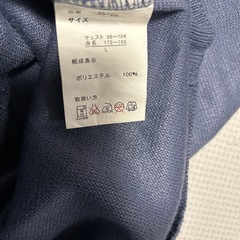 サイズ
チェスト 96~104
身長 175~185
L
組成表示
ポリエステル 100%
取扱い方